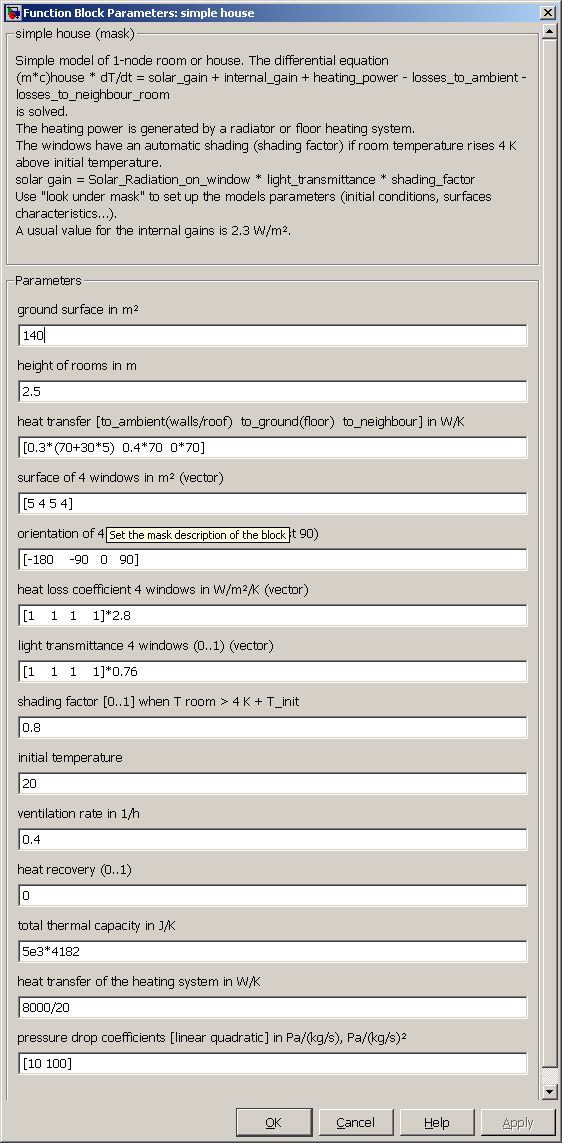 Function Block Parameters: simple house
simple house (mask)
Simple model of 1-node room or house. The differential equation
(m*c)house * dT/dt = solar_gain + internal_gain + heating_power - losses_to_ambient -
losses_to_neighbour_room
is solved.
The heating power is generated by a radiator or floor heating system.
The windows have an automatic shading (shading factor) if room temperature rises 4 K
above initial temperature.
solar gain = Solar_Radiation_on_window * light_transmittance * shading_factor
Use "look under mask" to set up the models parameters (initial conditions, surfaces
characteristics...).
A usual value for the internal gains is 2.3 W/m².
Parameters
ground surface in m²
140
height of rooms in m
2.5
heat transfer [to_ambient(walls/roof)  to_ground(floor)  to_neighbour] in W/K
[0.3*(70+30*5)  0.4*70  0*70]
surface of 4 windows in m² (vector)
[5 4 5 4]
orientation of 4 Set the mask description of the block t 90)
[-180    -90   0   90]
heat loss coefficient 4 windows in W/m²/K (vector)
[1    1   1    1]*2.8
light transmittance 4 windows (0..1) (vector)
[1    1   1    1]*0.76
shading factor [0..1] when T room > 4 K + T_init
0.8
initial temperature
20
ventilation rate in 1/h
0.4
heat recovery (0..1)
0
total thermal capacity in J/K
5e3*4182
heat transfer of the heating system in W/K
8000/20
pressure drop coefficients [linear quadratic] in Pa/(kg/s), Pa/(kg/s)²
[10 100]
OK Cancel Help Apply